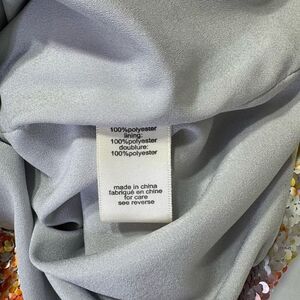 100%polyester
lining:
100%polyester
doublure:
100%polyester
made in china
fabriqué en chine
for care
see reverse